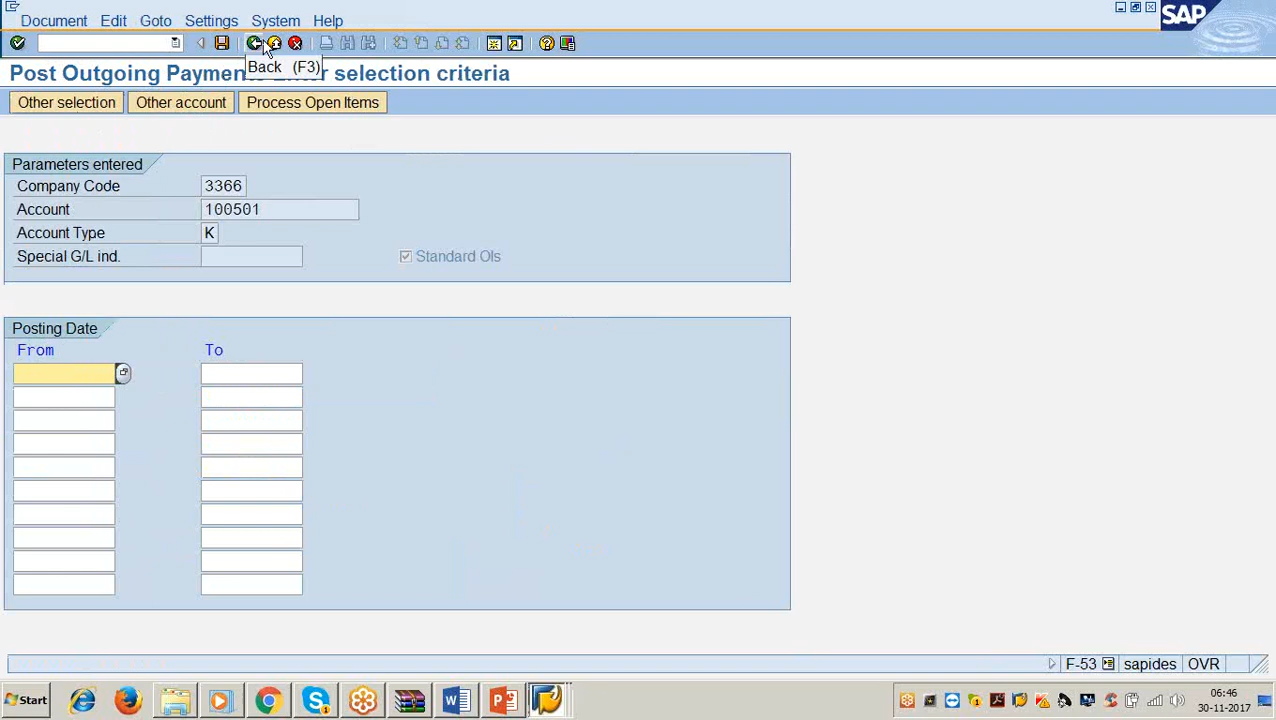 Document Edit Goto Settings System Help
SAP
Back (F3)
Post Outgoing Payments Enter selection criteria
Other selection Other account Process Open Items
Parameters entered
Company Code 3366
Account 100501
Account Type K
Special G/L ind. Standard OIs
Posting Date
From To
F-53 sapides OVR
Start 06:46
30-11-2017